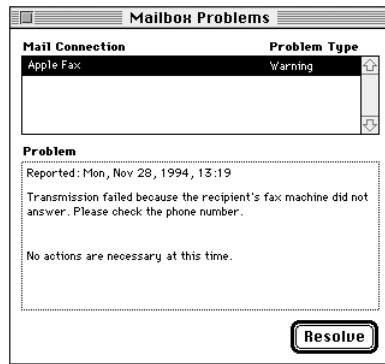 Mailbox Problems
Mail Connection Problem Type
Apple Fax Warning
Problem
Reported: Mon, Nov 28, 1994, 13:19
Transmission failed because the recipient's fax machine did not
answer. Please check the phone number.
No actions are necessary at this time.
Resolve